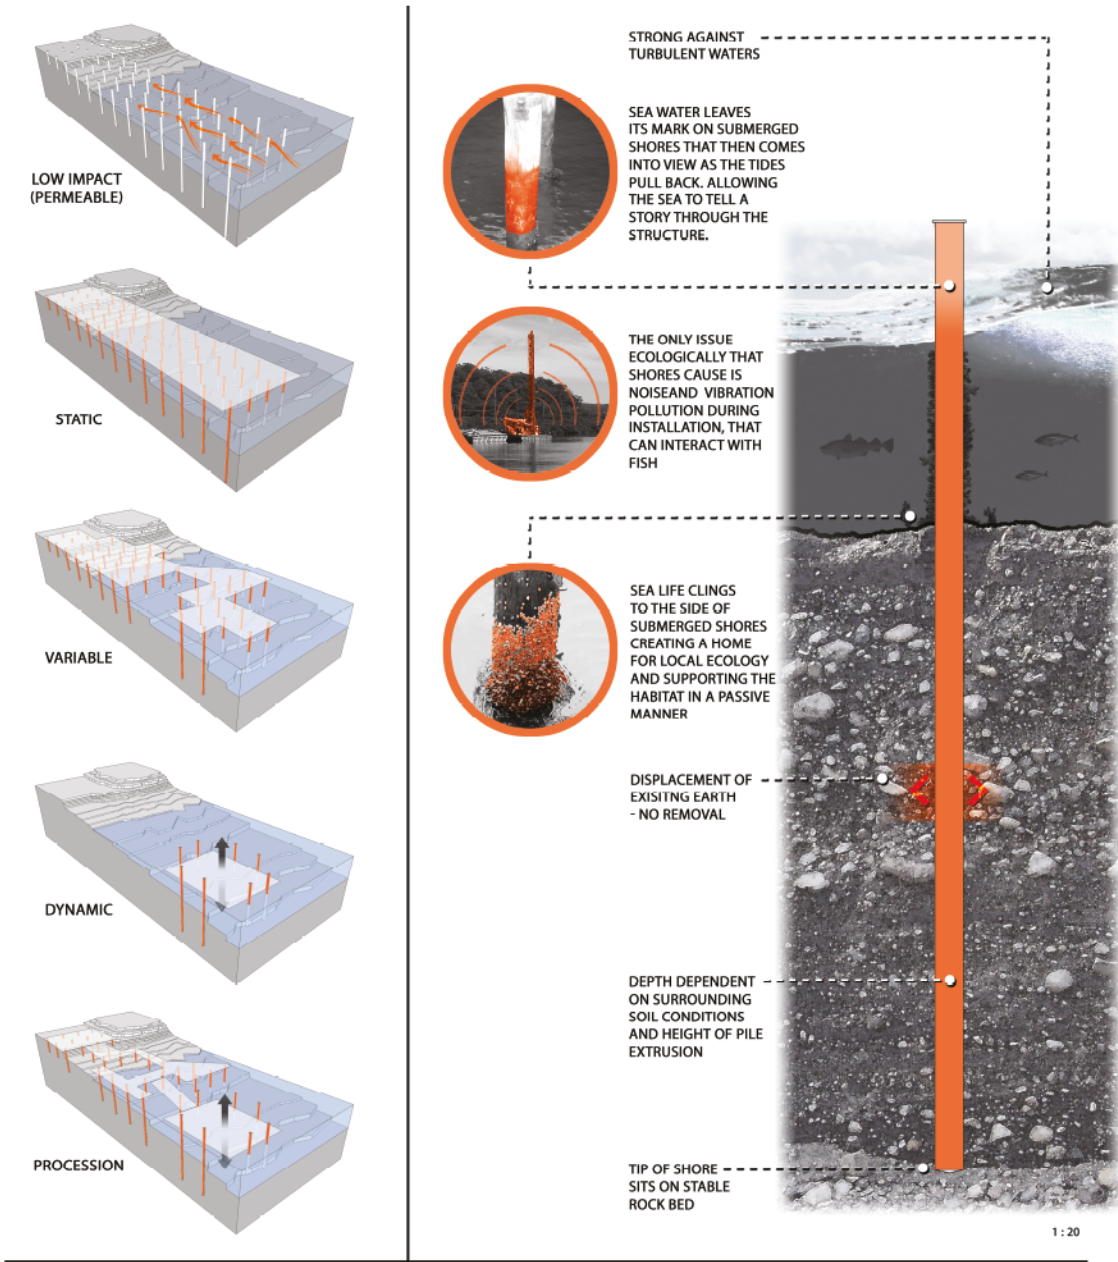 LOW IMPACT
(PERMEABLE)
STATIC
VARIABLE
DYNAMIC
PROCESSION
STRONG AGAINST
TURBULENT WATERS
SEA WATER LEAVES
ITS MARK ON SUBMERGED
SHORES THAT THEN COMES
INTO VIEW AS THE TIDES
PULL BACK. ALLOWING
THE SEA TO TELL A
STORY THROUGH THE
STRUCTURE.
THE ONLY ISSUE
ECOLOGICALLY THAT
SHORES CAUSE IS
NOISEAND VIBRATION
POLLUTION DURING
INSTALLATION, THAT
CAN INTERACT WITH
FISH
SEA LIFE CLINGS
TO THE SIDE OF
SUBMERGED SHORES
CREATING A HOME
FOR LOCAL ECOLOGY
AND SUPPORTING THE
HABITAT IN A PASSIVE
MANNER
DISPLACEMENT OF
EXISITNG EARTH
- NO REMOVAL
DEPTH DEPENDENT
ON SURROUNDING
SOIL CONDITIONS
AND HEIGHT OF PILE
EXTRUSION
TIP OF SHORE
SITS ON STABLE
ROCK BED
1 : 20